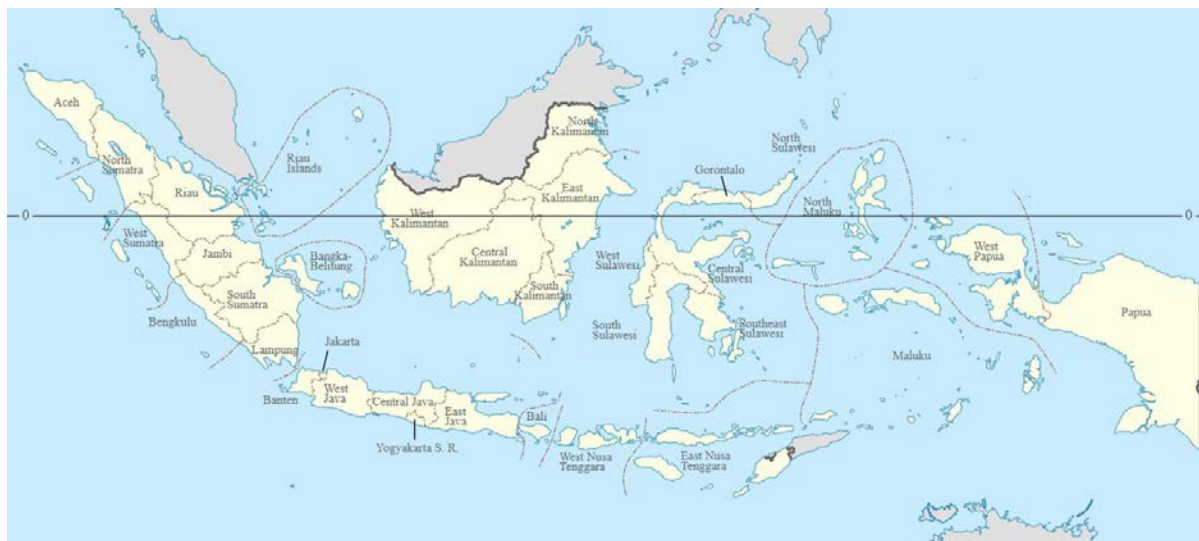 Aceh
North
Sumatra
Riau
Islands
Riau
0
0
West
Sumatra
Jambi
Bangka-
Belitung
South
Sumatra
Bengkulu
Lampung
Jakarta
Banten
West
Java
Central Java
East
Java
Yogyakarta S. R.
Bali
West Nusa
Tenggara
East Nusa
Tenggara
North
Kalimantan
East
Kalimantan
West
Kalimantan
Central
Kalimantan
South
Kalimantan
North
Sulawesi
Gorontalo
West
Sulawesi
Central
Sulawesi
South
Sulawesi
Southeast
Sulawesi
North
Maluku
Maluku
West
Papua
Papua